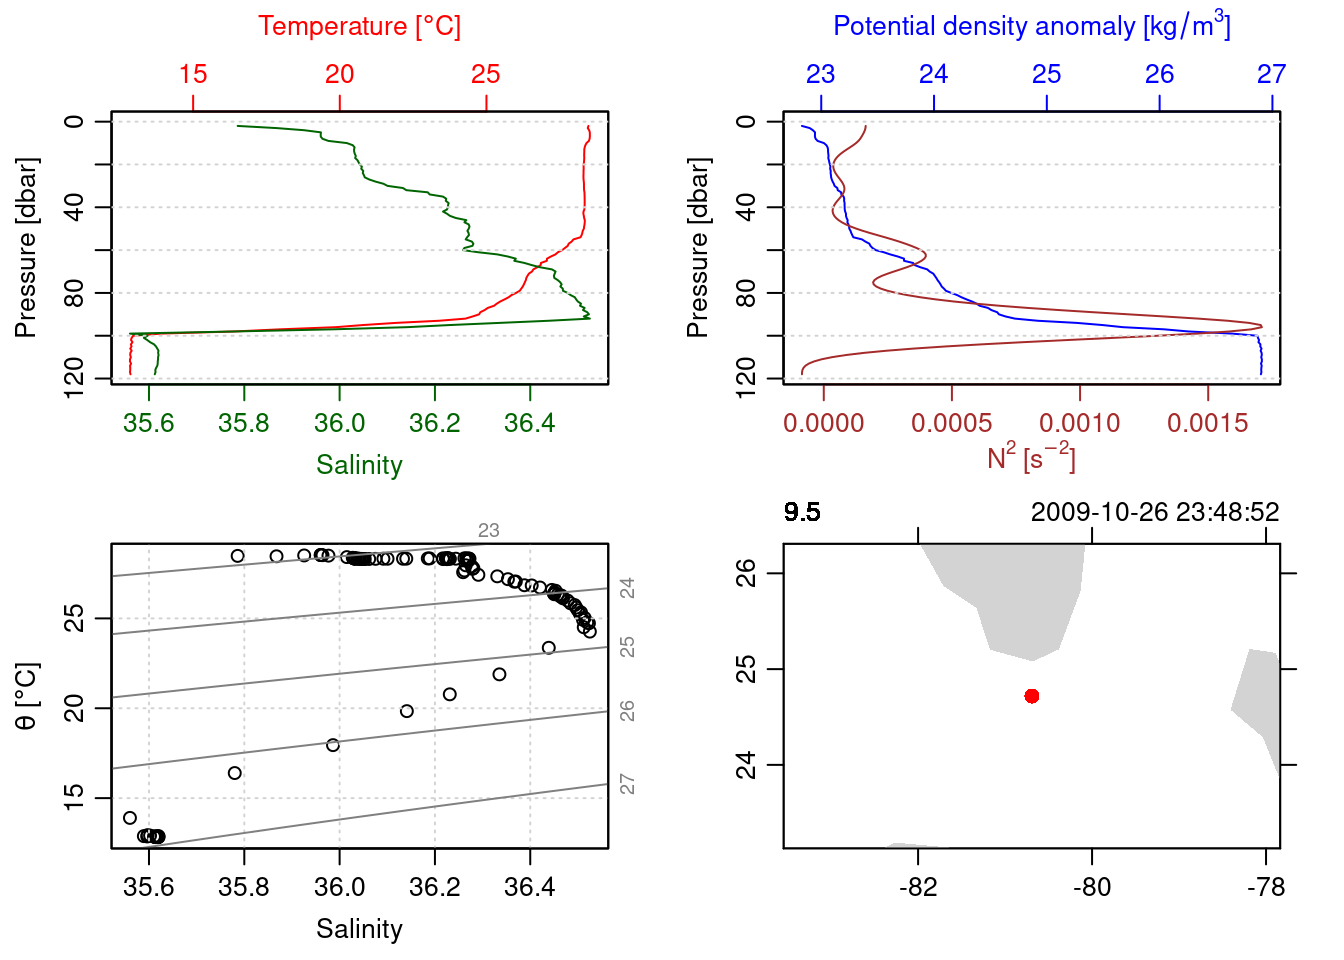 Temperature [°C]
15 20 25
Pressure [dbar]
0 40 80 120
35.6 35.8 36.0 36.2 36.4
Salinity
Potential density anomaly [kg/m³]
23 24 25 26 27
Pressure [dbar]
0 40 80 120
0.0000 0.0005 0.0010 0.0015
N² [s⁻²]
23
24
25
26
27
θ [°C]
15 20 25
35.6 35.8 36.0 36.2 36.4
Salinity
9.5 2009-10-26 23:48:52
26
25
24
-82 -80 -78